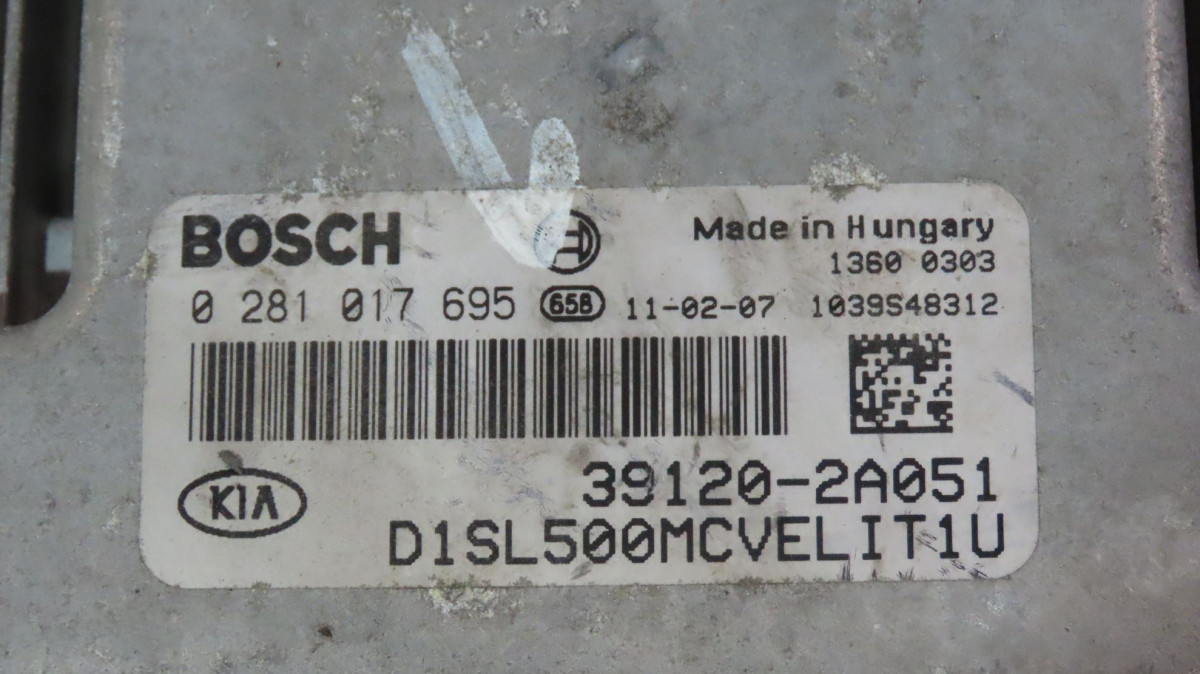 BOSCH
Made in Hungary
1360 0303
0 281 017 695 658 11-02-07 1039S48312
KIA
39120-2A051
D1SL500MCVELIT1U